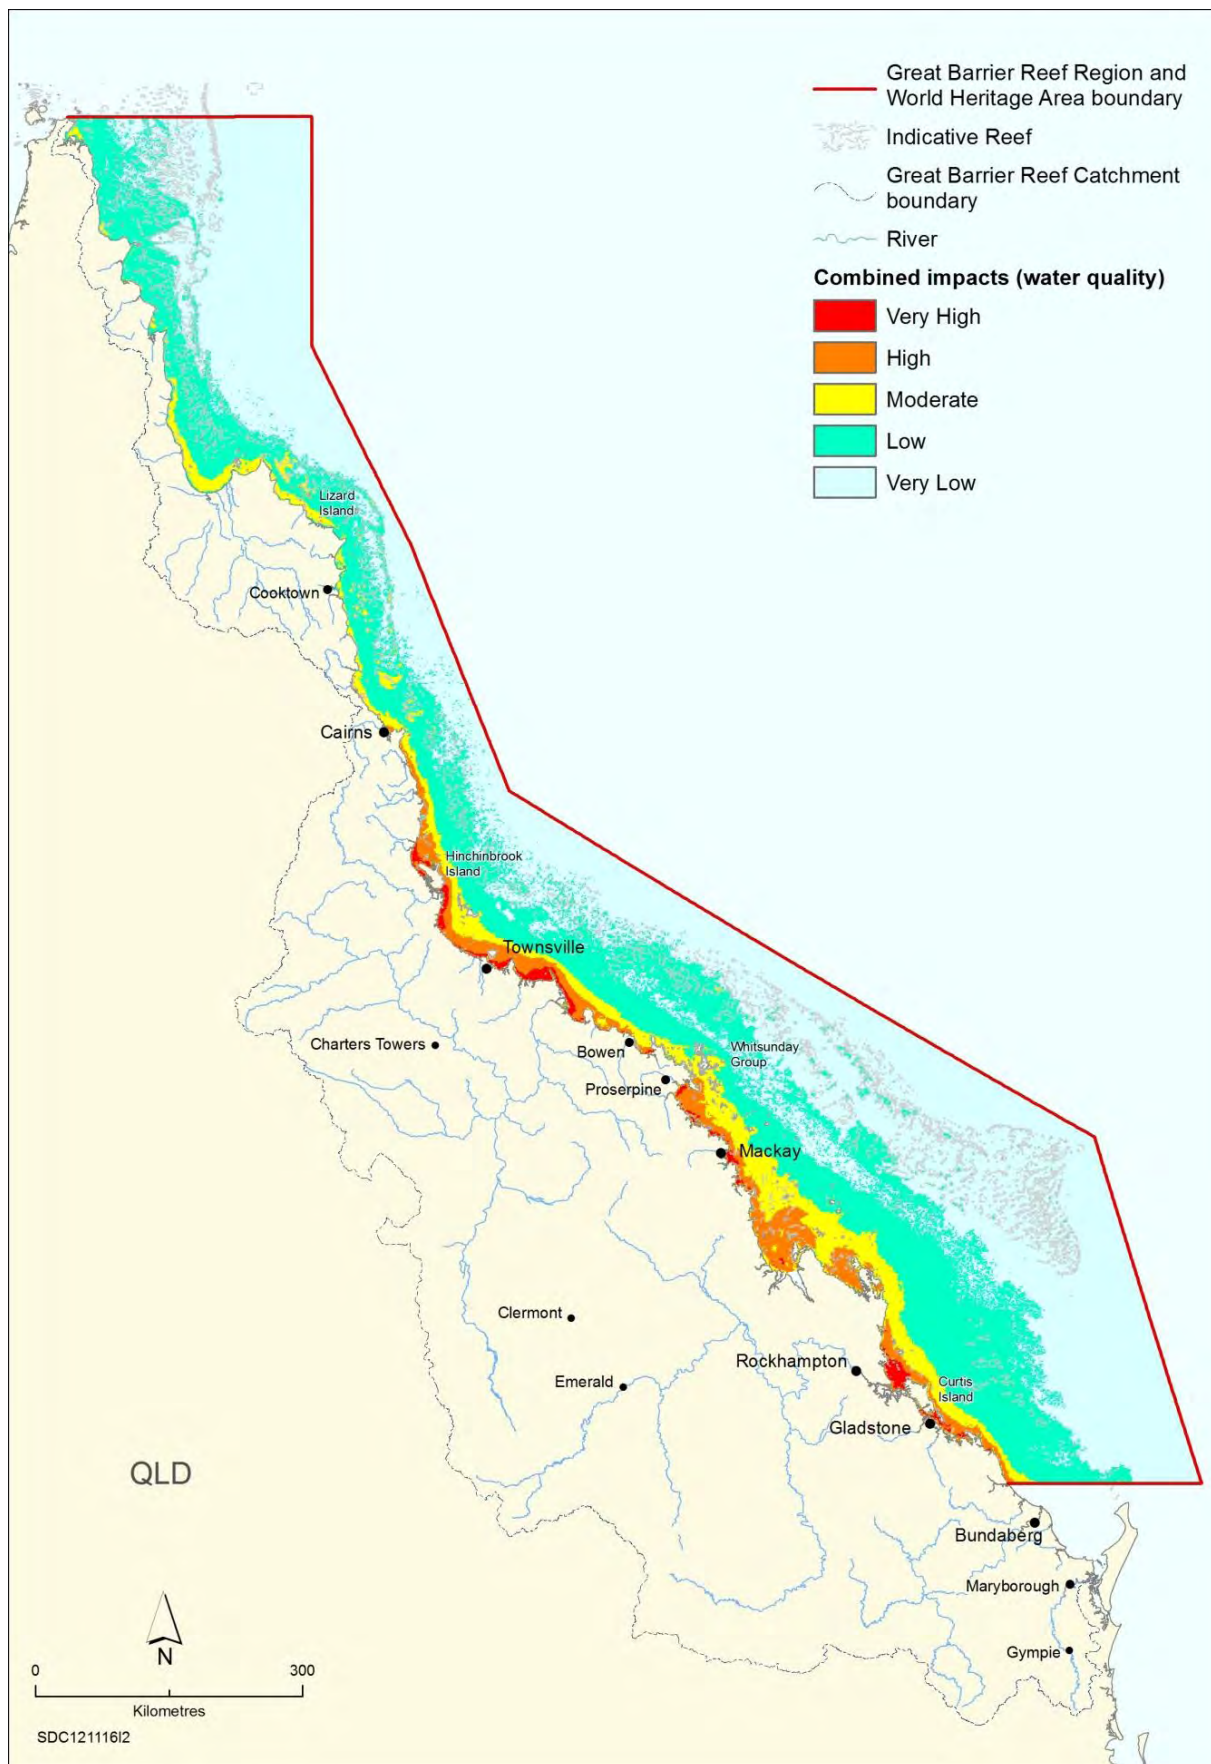 Great Barrier Reef Region and
World Heritage Area boundary
Indicative Reef
Great Barrier Reef Catchment
boundary
River
Combined impacts (water quality)
Very High
High
Moderate
Low
Very Low
Lizard
Island
Cooktown
Cairns
Hinchinbrook
Island
Townsville
Charters Towers
Bowen
Whitsunday
Group
Proserpine
Mackay
Clermont
Rockhampton
Emerald
Curtis
Island
Gladstone
QLD
Bundaberg
Maryborough
Gympie
N
0 300
Kilometres
SDC121116I2